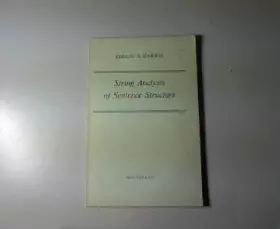 ZELLIG S. HARRIS
String Analysis
of Sentence Structure